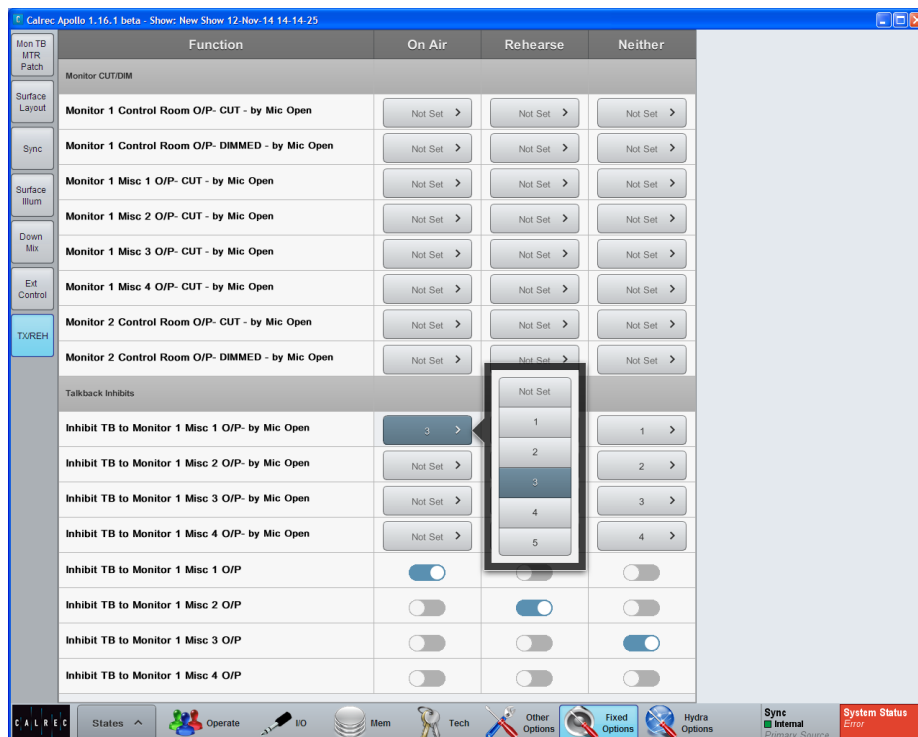 Calrec Apollo 1.16.1 beta - Show: New Show 12-Nov-14 14-14-25
Mon TB
MTR
Patch
Surface
Layout
Sync
Surface
Illum
Down
Mix
Ext
Control
TX/REH
Function On Air Rehearse Neither
Monitor CUT/DIM
Monitor 1 Control Room O/P- CUT - by Mic Open Not Set > Not Set > Not Set >
Monitor 1 Control Room O/P- DIMMED - by Mic Open Not Set > Not Set > Not Set >
Monitor 1 Misc 1 O/P- CUT - by Mic Open Not Set > Not Set > Not Set >
Monitor 1 Misc 2 O/P- CUT - by Mic Open Not Set > Not Set > Not Set >
Monitor 1 Misc 3 O/P- CUT - by Mic Open Not Set > Not Set > Not Set >
Monitor 1 Misc 4 O/P- CUT - by Mic Open Not Set > Not Set > Not Set >
Monitor 2 Control Room O/P- CUT - by Mic Open Not Set > Not Set > Not Set >
Monitor 2 Control Room O/P- DIMMED - by Mic Open Not Set > Not Set > Not Set >
Talkback Inhibits
Inhibit TB to Monitor 1 Misc 1 O/P- by Mic Open 3 > 1 >
Inhibit TB to Monitor 1 Misc 2 O/P- by Mic Open Not Set > 2 >
Inhibit TB to Monitor 1 Misc 3 O/P- by Mic Open Not Set > 3 >
Inhibit TB to Monitor 1 Misc 4 O/P- by Mic Open Not Set > 4 >
Not Set
1
2
3
4
5
Inhibit TB to Monitor 1 Misc 1 O/P
Inhibit TB to Monitor 1 Misc 2 O/P
Inhibit TB to Monitor 1 Misc 3 O/P
Inhibit TB to Monitor 1 Misc 4 O/P
CALREC States Operate I/O Mem Tech Other Options Fixed Options Hydra Options
Sync
Internal
Primary Source
System Status
Error